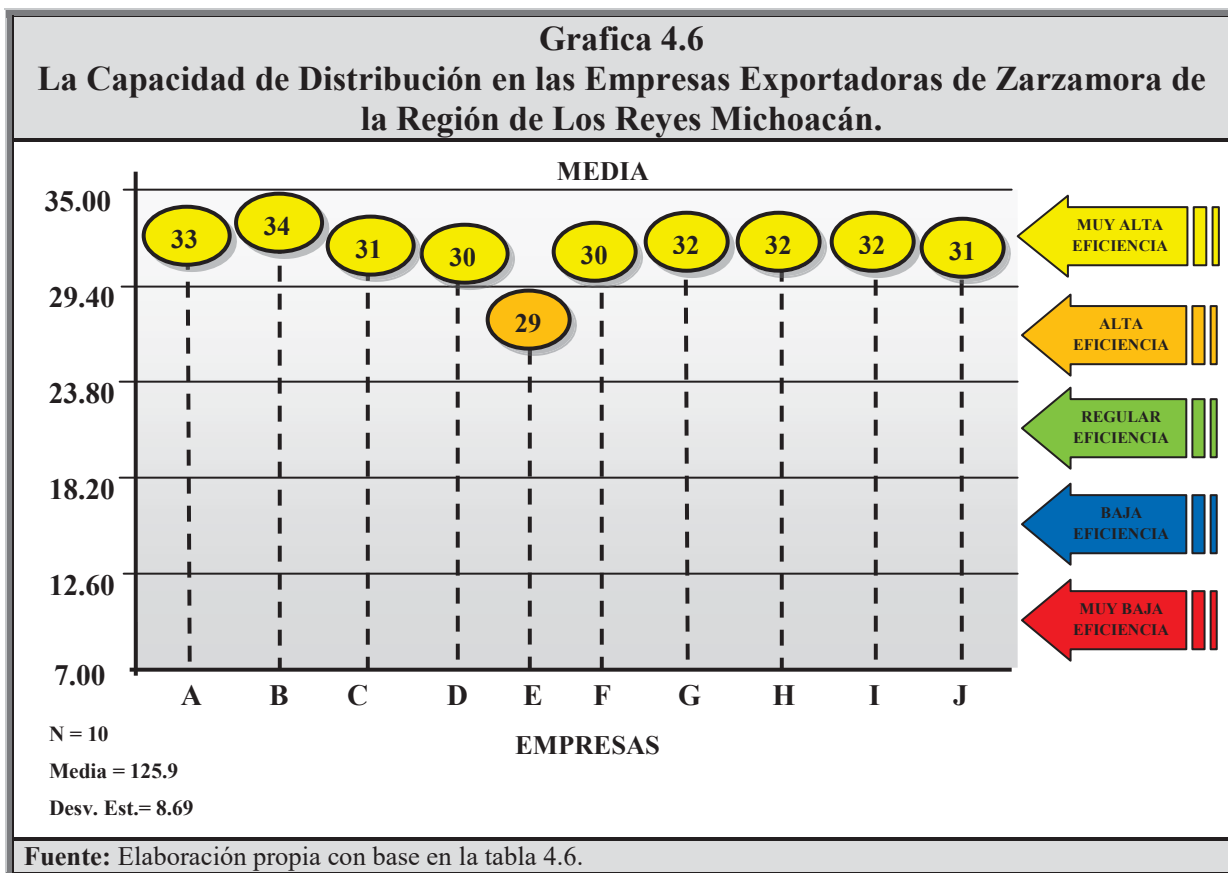 Grafica 4.6
La Capacidad de Distribución en las Empresas Exportadoras de Zarzamora de
la Región de Los Reyes Michoacán.
MEDIA
35.00
29.40
23.80
18.20
12.60
7.00
33
34
31
30
29
30
32
32
32
31
MUY ALTA
EFICIENCIA
ALTA
EFICIENCIA
REGULAR
EFICIENCIA
BAJA
EFICIENCIA
MUY BAJA
EFICIENCIA
A B C D E F G H I J
EMPRESAS
N = 10
Media = 125.9
Desv. Est.= 8.69
Fuente: Elaboración propia con base en la tabla 4.6.